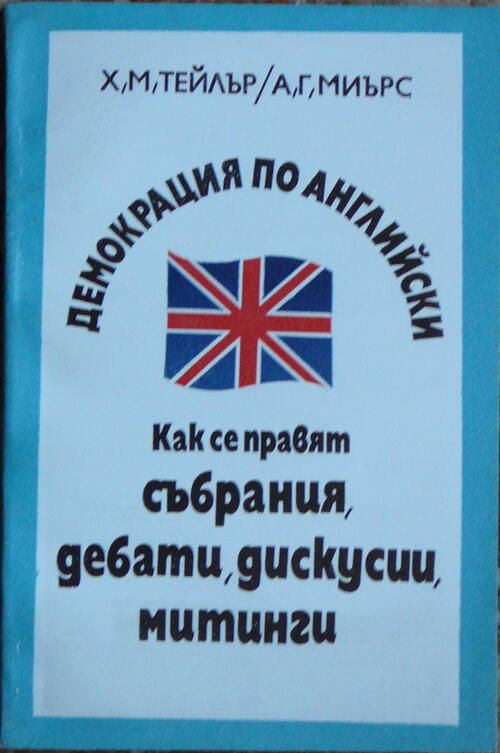 Х,М,ТЕЙЛЪР/А,Г,МИЪРС
ДЕМОКРАЦИЯ ПО АНГЛИЙСКИ
Как се правят
събрания,
дебати, дискусии,
митинги